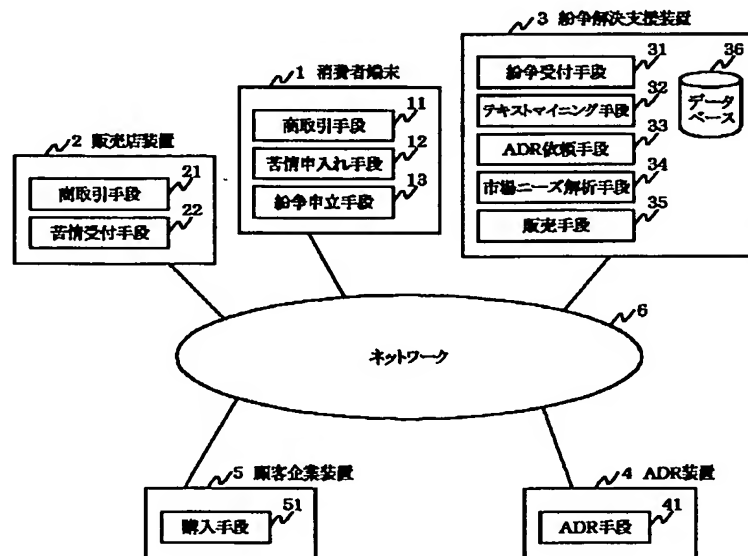 3 紛争解決支援装置
31
紛争受付手段
32
テキストマイニング手段
33
ADR依頼手段
34
市場ニーズ解析手段
35
販売手段
36
データ
ベース
1 消費者端末
11
商取引手段
12
苦情申入れ手段
13
紛争申立手段
2 販売店装置
21
商取引手段
22
苦情受付手段
6
ネットワーク
5 顧客企業装置
51
購入手段
4 ADR装置
41
ADR手段